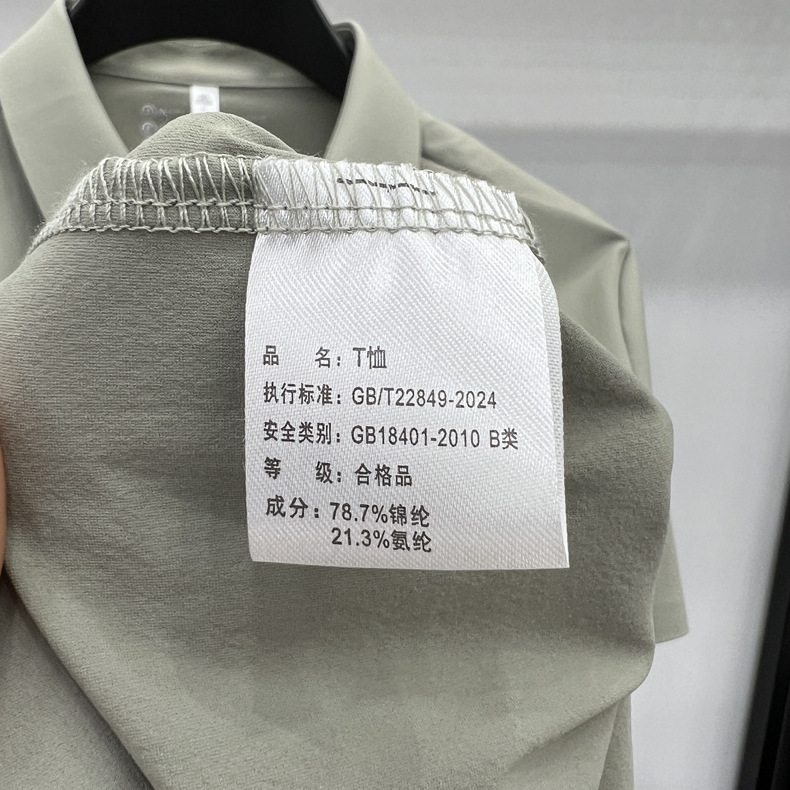 品 名：T恤
执行标准：GB/T22849-2024
安全类别：GB18401-2010 B类
等 级：合格品
成分：78.7%锦纶
21.3%氨纶